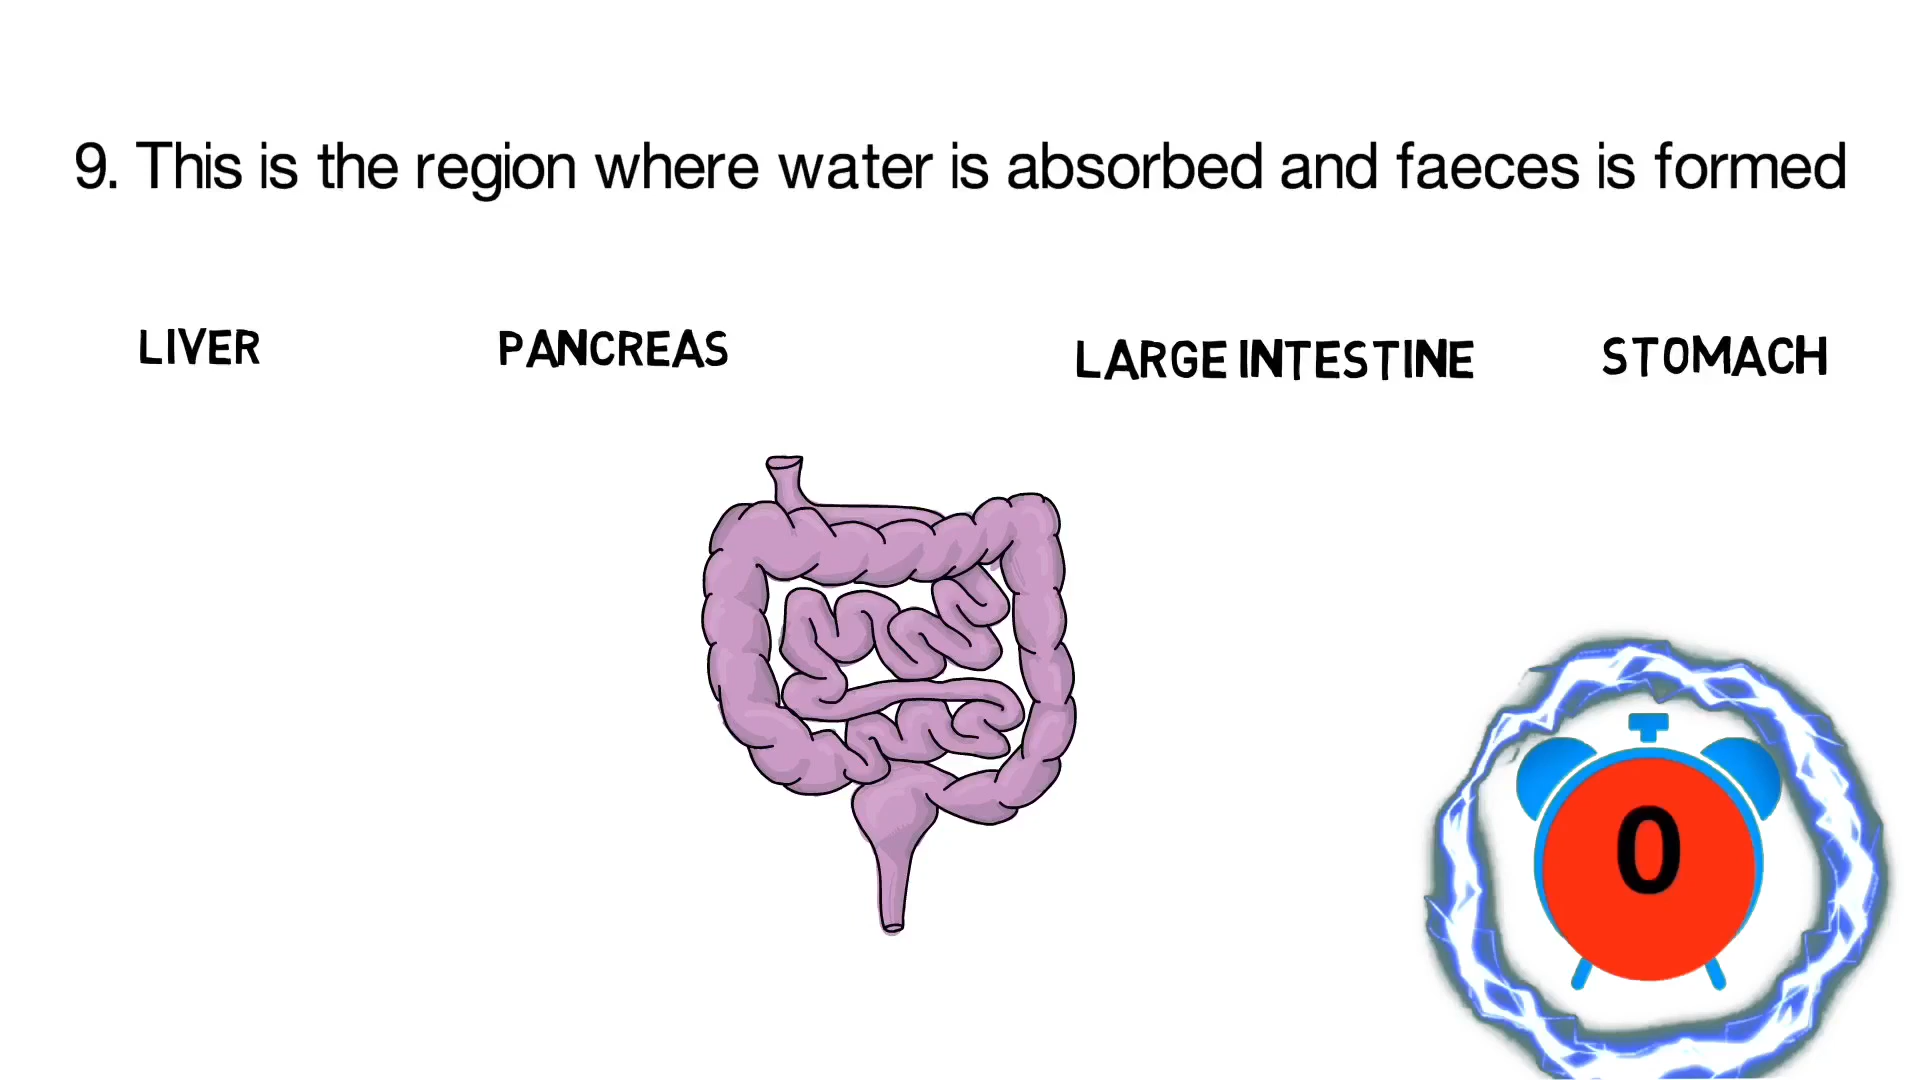 9. This is the region where water is absorbed and faeces is formed
LIVER PANCREAS LARGE INTESTINE STOMACH
0